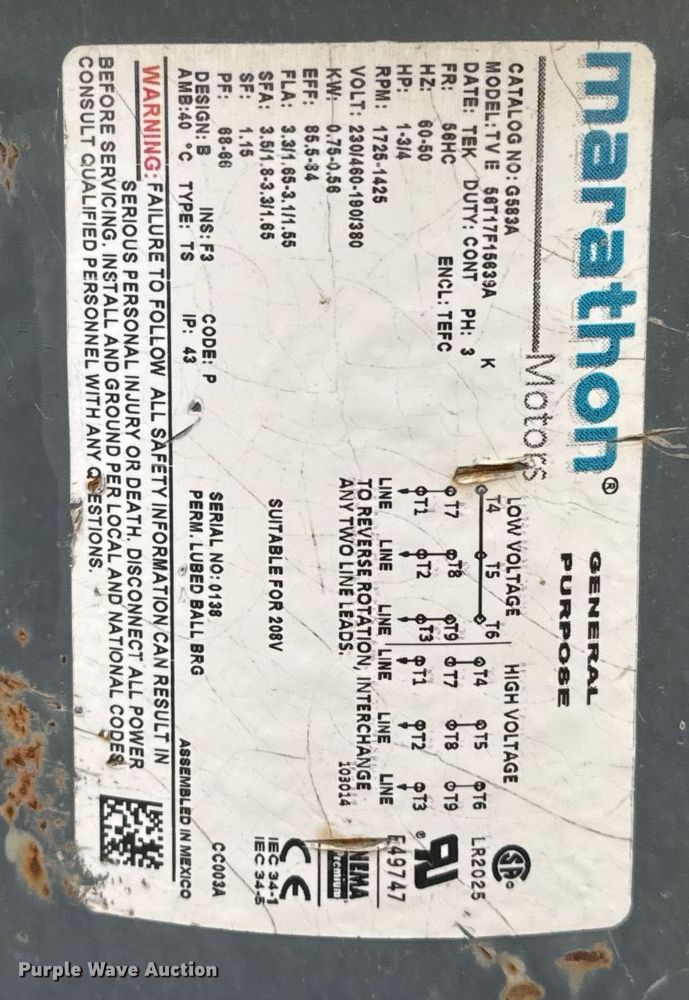 marathon®
Motors
GENERAL
PURPOSE
CATALOG NO: G583A
MODEL: TV E 56T17F15639A K
DATE: TEK DUTY: CONT PH: 3
FR: 56HC ENCL: TEFC
HZ: 60-50
HP: 1-3/4
RPM: 1725-1425
VOLT: 230/460-190/380
KW: 0.75-0.56
EFF: 85.5-84
FLA: 3.3/1.65-3.1/1.55
SFA: 3.5/1.8-3.3/1.65
SF: 1.15
PF: 68-66
DESIGN: B INS: F3 CODE: P
AMB: 40 °C TYPE: TS IP: 43
LOW VOLTAGE HIGH VOLTAGE
T4 T5 T6 T4 T5 T6
T7 T8 T9 T7 T8 T9
T1 T2 T3 T1 T2 T3
LINE LINE LINE LINE LINE LINE
TO REVERSE ROTATION, INTERCHANGE
ANY TWO LINE LEADS. 103014
SUITABLE FOR 208V
SERIAL NO: 0138
PERM. LUBED BALL BRG
SA ®
LR2025
RU ®
E49747
NEMA
Premium
CE
IEC 34-1
IEC 34-5
CC003A
ASSEMBLED IN MEXICO
WARNING: FAILURE TO FOLLOW ALL SAFETY INFORMATION CAN RESULT IN
SERIOUS PERSONAL INJURY OR DEATH. DISCONNECT ALL POWER
BEFORE SERVICING. INSTALL AND GROUND PER LOCAL AND NATIONAL CODES
CONSULT QUALIFIED PERSONNEL WITH ANY QUESTIONS.
Purple Wave Auction